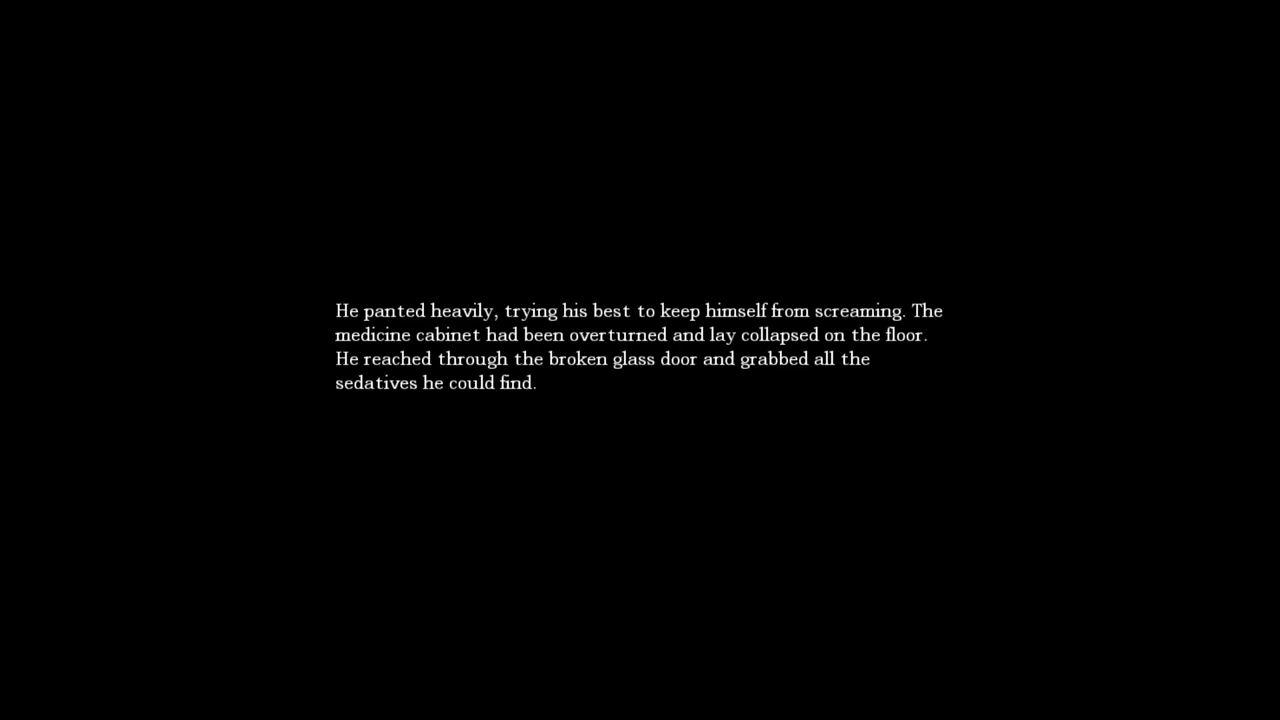 He panted heavily, trying his best to keep himself from screaming. The
medicine cabinet had been overturned and lay collapsed on the floor.
He reached through the broken glass door and grabbed all the
sedatives he could find.